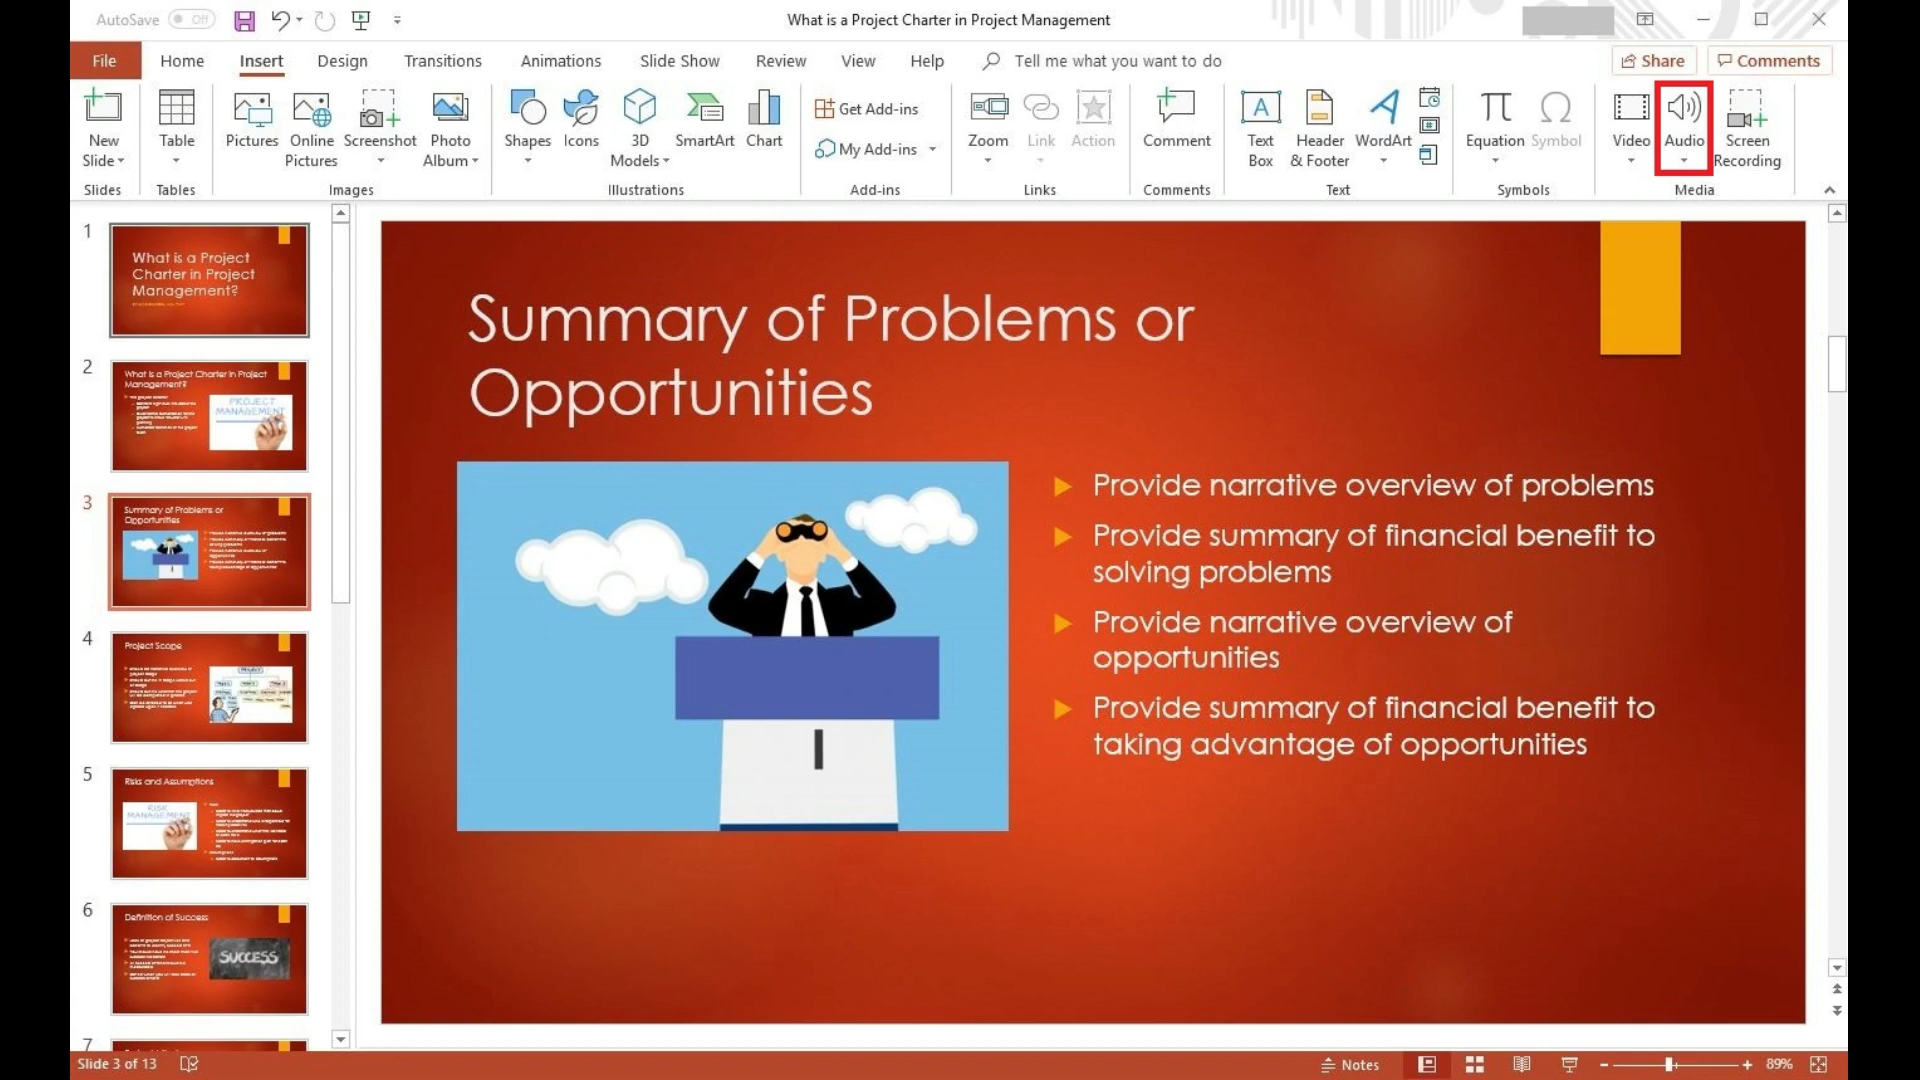 AutoSave Off
What is a Project Charter in Project Management
File Home Insert Design Transitions Animations Slide Show Review View Help Tell me what you want to do Share Comments
New Slide
Table
Pictures
Online Pictures
Screenshot
Photo Album
Shapes
Icons
3D Models
SmartArt
Chart
Get Add-ins
My Add-ins
Zoom
Link
Action
Comment
Text Box
Header & Footer
WordArt
Equation
Symbol
Video
Audio
Screen Recording
Slides Tables Images Illustrations Add-ins Links Comments Text Symbols Media
1
What is a Project
Charter in Project
Management?
2
What is a Project Charter in Project
Management?
PROJECT
MANAGEMENT
3
Summary of Problems or
Opportunities
4
Project Scope
5
Risks and Assumptions
RISK
MANAGEMENT
6
Definition of Success
SUCCESS
7
Summary of Problems or
Opportunities
Provide narrative overview of problems
Provide summary of financial benefit to
solving problems
Provide narrative overview of
opportunities
Provide summary of financial benefit to
taking advantage of opportunities
Slide 3 of 13
Notes
89%